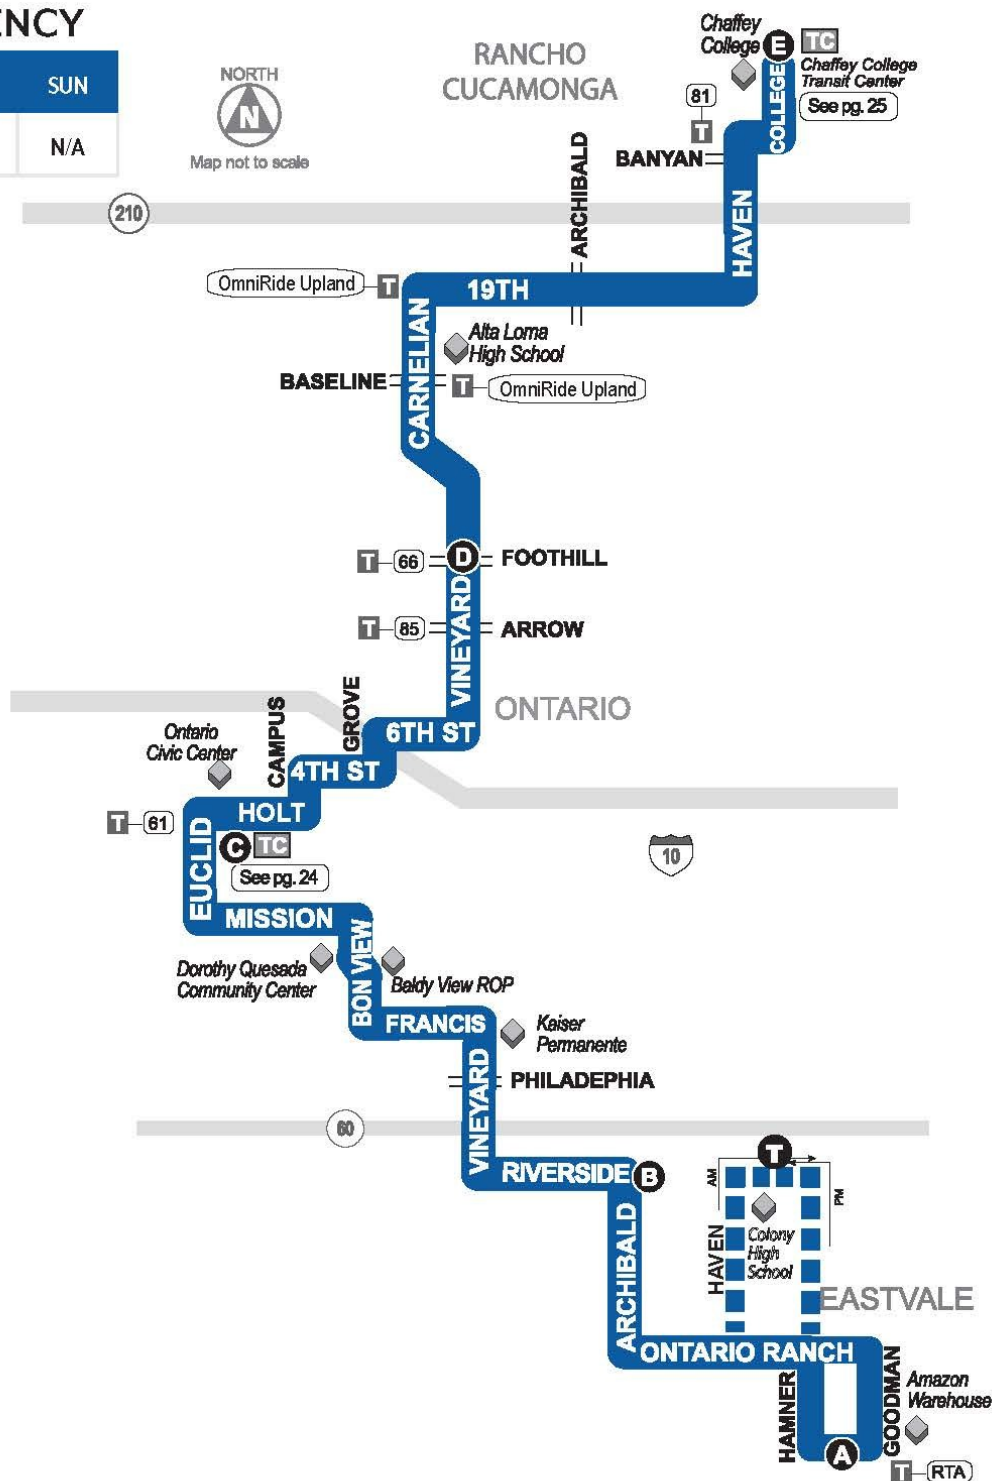 ENCY
SUN
N/A
NORTH
N
Map not to scale
RANCHO
CUCAMONGA
Chaffey
College
E
TC
Chaffey College
Transit Center
See pg. 25
COLLEGE
81
T
BANYAN
ARCHIBALD
210
HAVEN
OmniRide Upland
T
19TH
CARNELIAN
Alta Loma
High School
BASELINE
T
OmniRide Upland
T
66
D
FOOTHILL
T
85
ARROW
VINEYARD
ONTARIO
GROVE
CAMPUS
6TH ST
Ontario
Civic Center
4TH ST
HOLT
T
61
EUCLID
C
TC
See pg. 24
10
MISSION
BON VIEW
Dorothy Quesada
Community Center
Baldy View ROP
FRANCIS
Kaiser
Permanente
VINEYARD
PHILADEPHIA
60
RIVERSIDE
B
T
AM
PM
ARCHIBALD
HAVEN
Colony
High
School
EASTVALE
ONTARIO RANCH
HAMNER
GOODMAN
Amazon
Warehouse
A
T
RTA